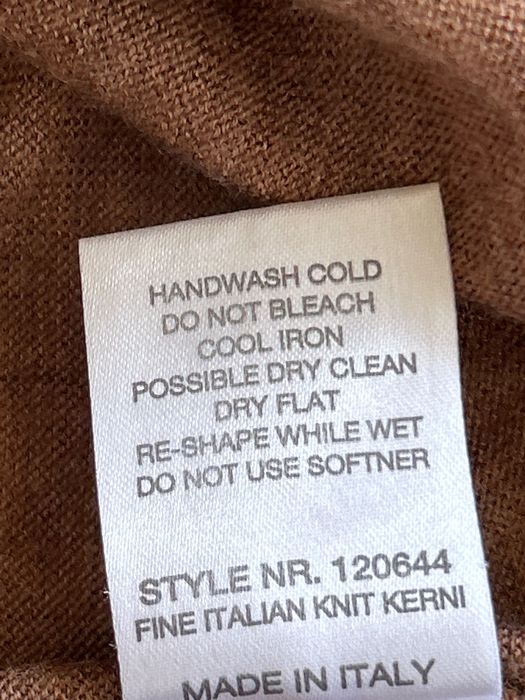 HANDWASH COLD
DO NOT BLEACH
COOL IRON
POSSIBLE DRY CLEAN
DRY FLAT
RE-SHAPE WHILE WET
DO NOT USE SOFTNER
STYLE NR. 120644
FINE ITALIAN KNIT KERNI
MADE IN ITALY